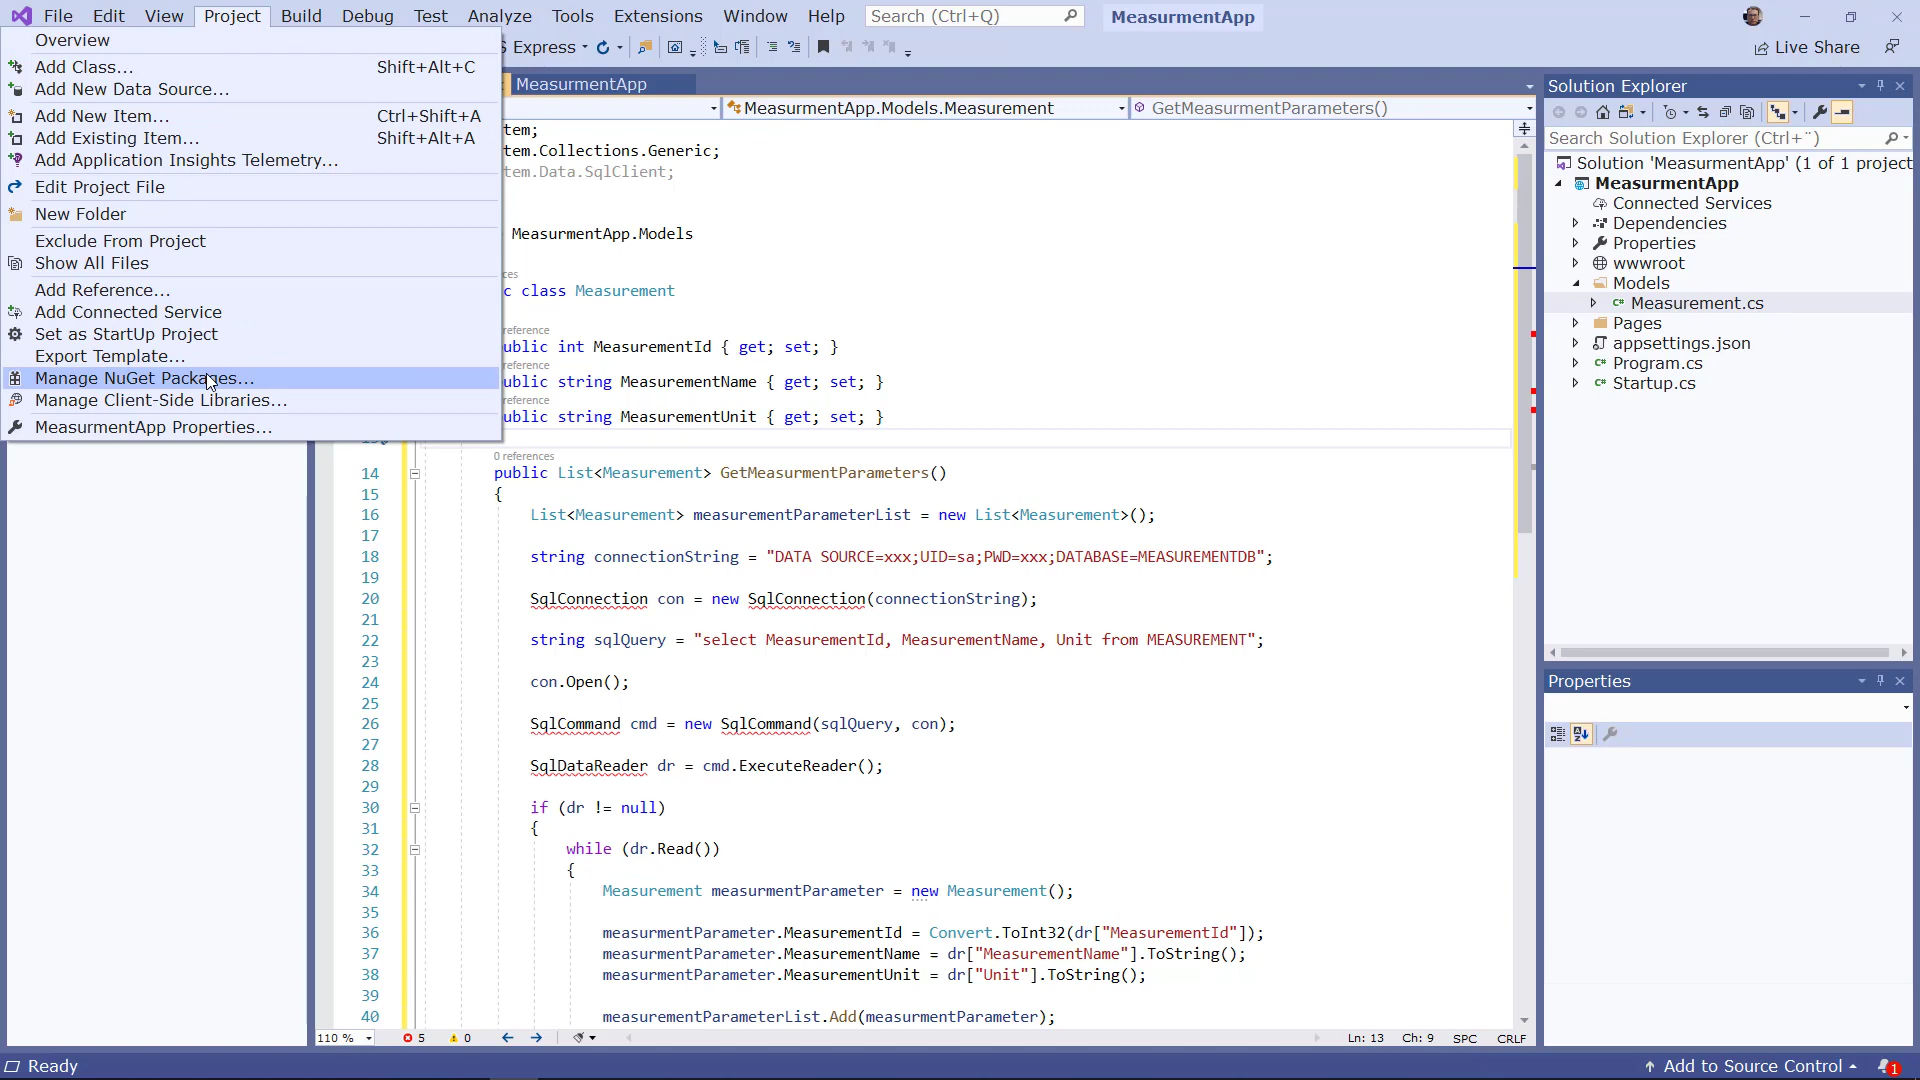 File Edit View Project Build Debug Test Analyze Tools Extensions Window Help Search (Ctrl+Q) MeasurmentApp
Express Live Share
Overview
Add Class... Shift+Alt+C
Add New Data Source...
Add New Item... Ctrl+Shift+A
Add Existing Item... Shift+Alt+A
Add Application Insights Telemetry...
Edit Project File
New Folder
Exclude From Project
Show All Files
Add Reference...
Add Connected Service
Set as StartUp Project
Export Template...
Manage NuGet Packages...
Manage Client-Side Libraries...
MeasurmentApp Properties...
MeasurmentApp
MeasurmentApp.Models.Measurement GetMeasurmentParameters()
tem;
tem.Collections.Generic;
tem.Data.SqlClient;
MeasurmentApp.Models
ces
c class Measurement
reference
ublic int MeasurementId { get; set; }
reference
ublic string MeasurementName { get; set; }
reference
ublic string MeasurementUnit { get; set; }
0 references
14 public List<Measurement> GetMeasurmentParameters()
15 {
16 List<Measurement> measurementParameterList = new List<Measurement>();
17
18 string connectionString = "DATA SOURCE=xxx;UID=sa;PWD=xxx;DATABASE=MEASUREMENTDB";
19
20 SqlConnection con = new SqlConnection(connectionString);
21
22 string sqlQuery = "select MeasurementId, MeasurementName, Unit from MEASUREMENT";
23
24 con.Open();
25
26 SqlCommand cmd = new SqlCommand(sqlQuery, con);
27
28 SqlDataReader dr = cmd.ExecuteReader();
29
30 if (dr != null)
31 {
32 while (dr.Read())
33 {
34 Measurement measurmentParameter = new Measurement();
35
36 measurmentParameter.MeasurementId = Convert.ToInt32(dr["MeasurementId"]);
37 measurmentParameter.MeasurementName = dr["MeasurementName"].ToString();
38 measurmentParameter.MeasurementUnit = dr["Unit"].ToString();
39
40 measurementParameterList.Add(measurmentParameter);
110 % 5 0 Ln: 13 Ch: 9 SPC CRLF
Solution Explorer
Search Solution Explorer (Ctrl+¨)
Solution 'MeasurmentApp' (1 of 1 project
MeasurmentApp
Connected Services
Dependencies
Properties
wwwroot
Models
Measurement.cs
Pages
appsettings.json
Program.cs
Startup.cs
Properties
Ready Add to Source Control 1